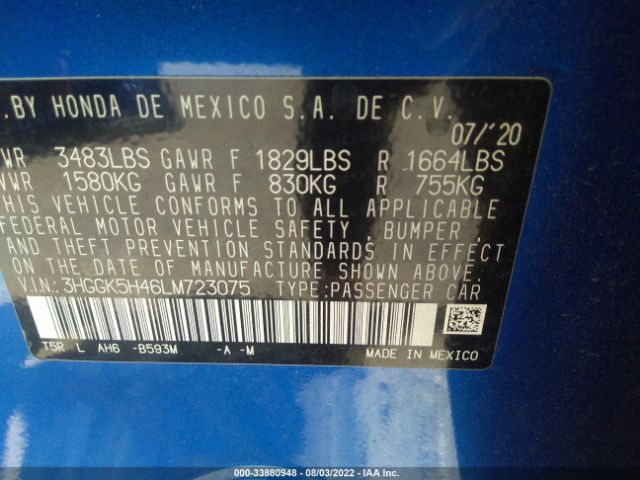 .BY HONDA DE MEXICO S.A. DE C.V.
07/'20
WR 3483LBS GAWR F 1829LBS R 1664LBS
VWR 1580KG GAWR F 830KG R 755KG
HIS VEHICLE CONFORMS TO ALL APPLICABLE
FEDERAL MOTOR VEHICLE SAFETY, BUMPER,
AND THEFT PREVENTION STANDARDS IN EFFECT
ON THE DATE OF MANUFACTURE SHOWN ABOVE.
V.I.N.: 3HGGK5H46LM723075 TYPE:PASSENGER CAR
T5R L AH6 -B593M -A -M MADE IN MEXICO
000-33880948 - 08/03/2022 - IAA Inc.